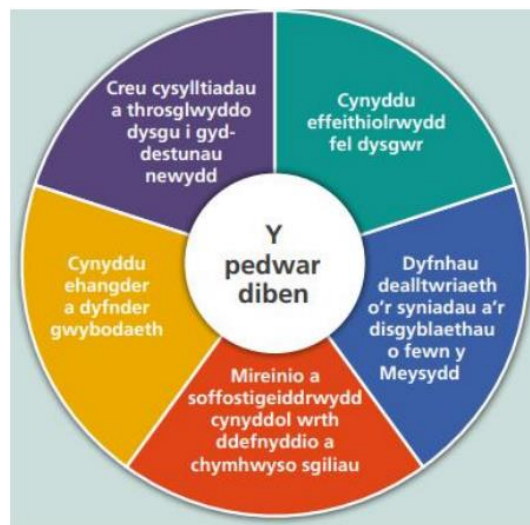 Creu cysylltiadau
a throsglwyddo
dysgu i gyd-
destunau
newydd
Cynyddu
effeithiolrwydd
fel dysgwr
Y
pedwar
diben
Cynyddu
ehangder
a dyfnder
gwybodaeth
Dyfnhau
dealltwriaeth
o'r syniadau a'r
disgyblaethau
o fewn y
Meysydd
Mireinio a
soffostigeiddrwydd
cynyddol wrth
ddefnyddio a
chymhwyso sgiliau